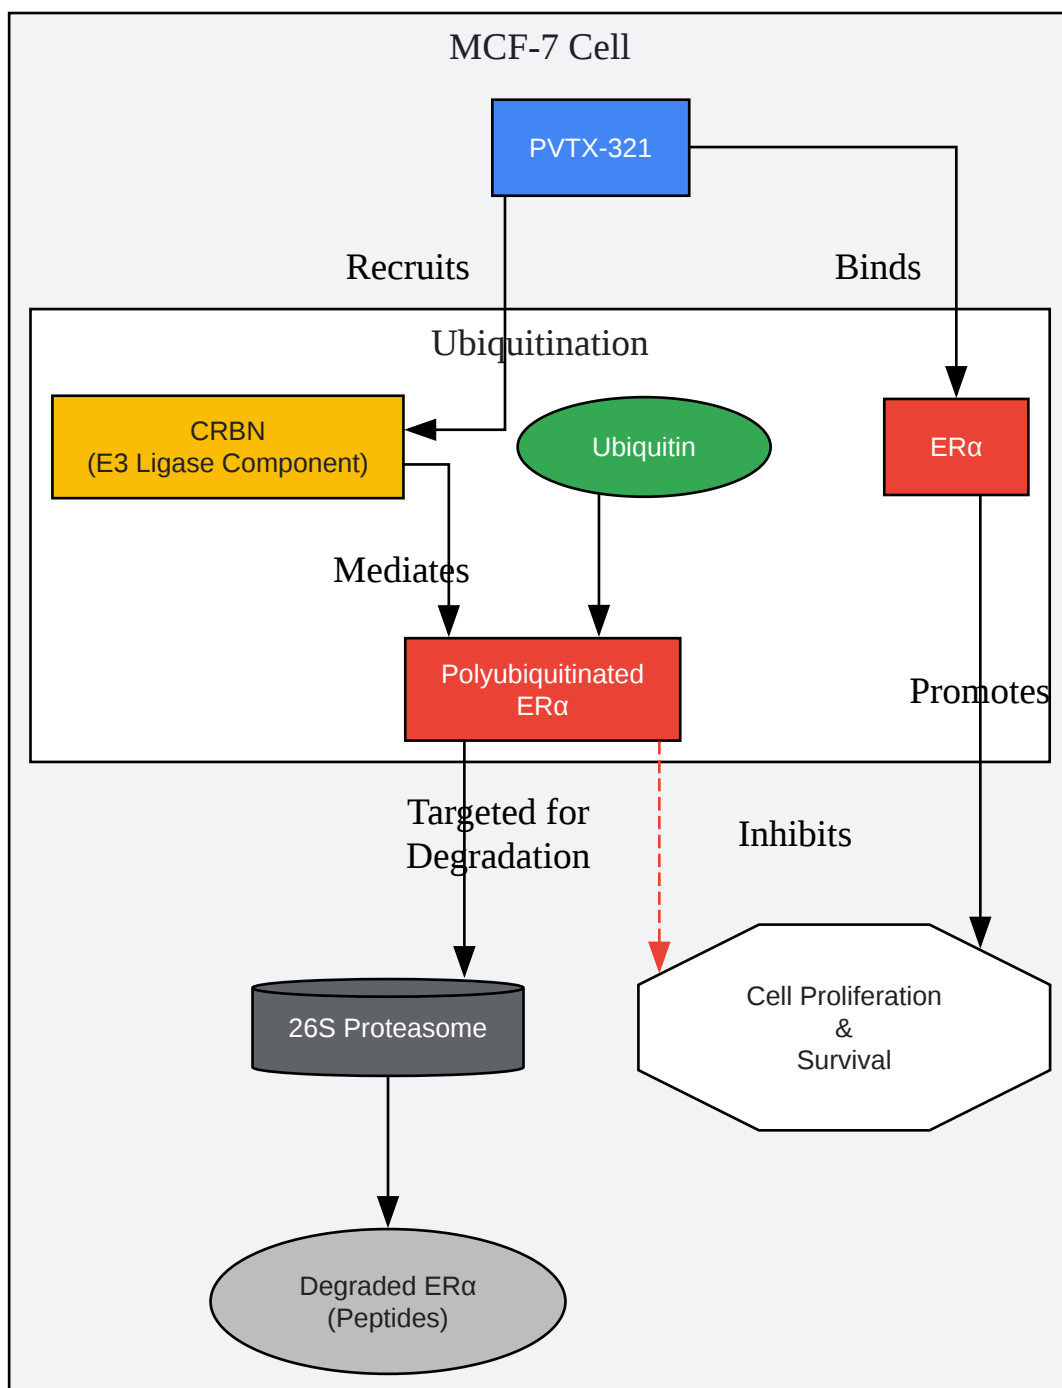 MCF-7 Cell
PVTX-321
Recruits
Binds
Ubiquitination
CRBN
(E3 Ligase Component)
Ubiquitin
ERα
Mediates
Polyubiquitinated
ERα
Promotes
Targeted for
Degradation
Inhibits
26S Proteasome
Cell Proliferation
&
Survival
Degraded ERα
(Peptides)